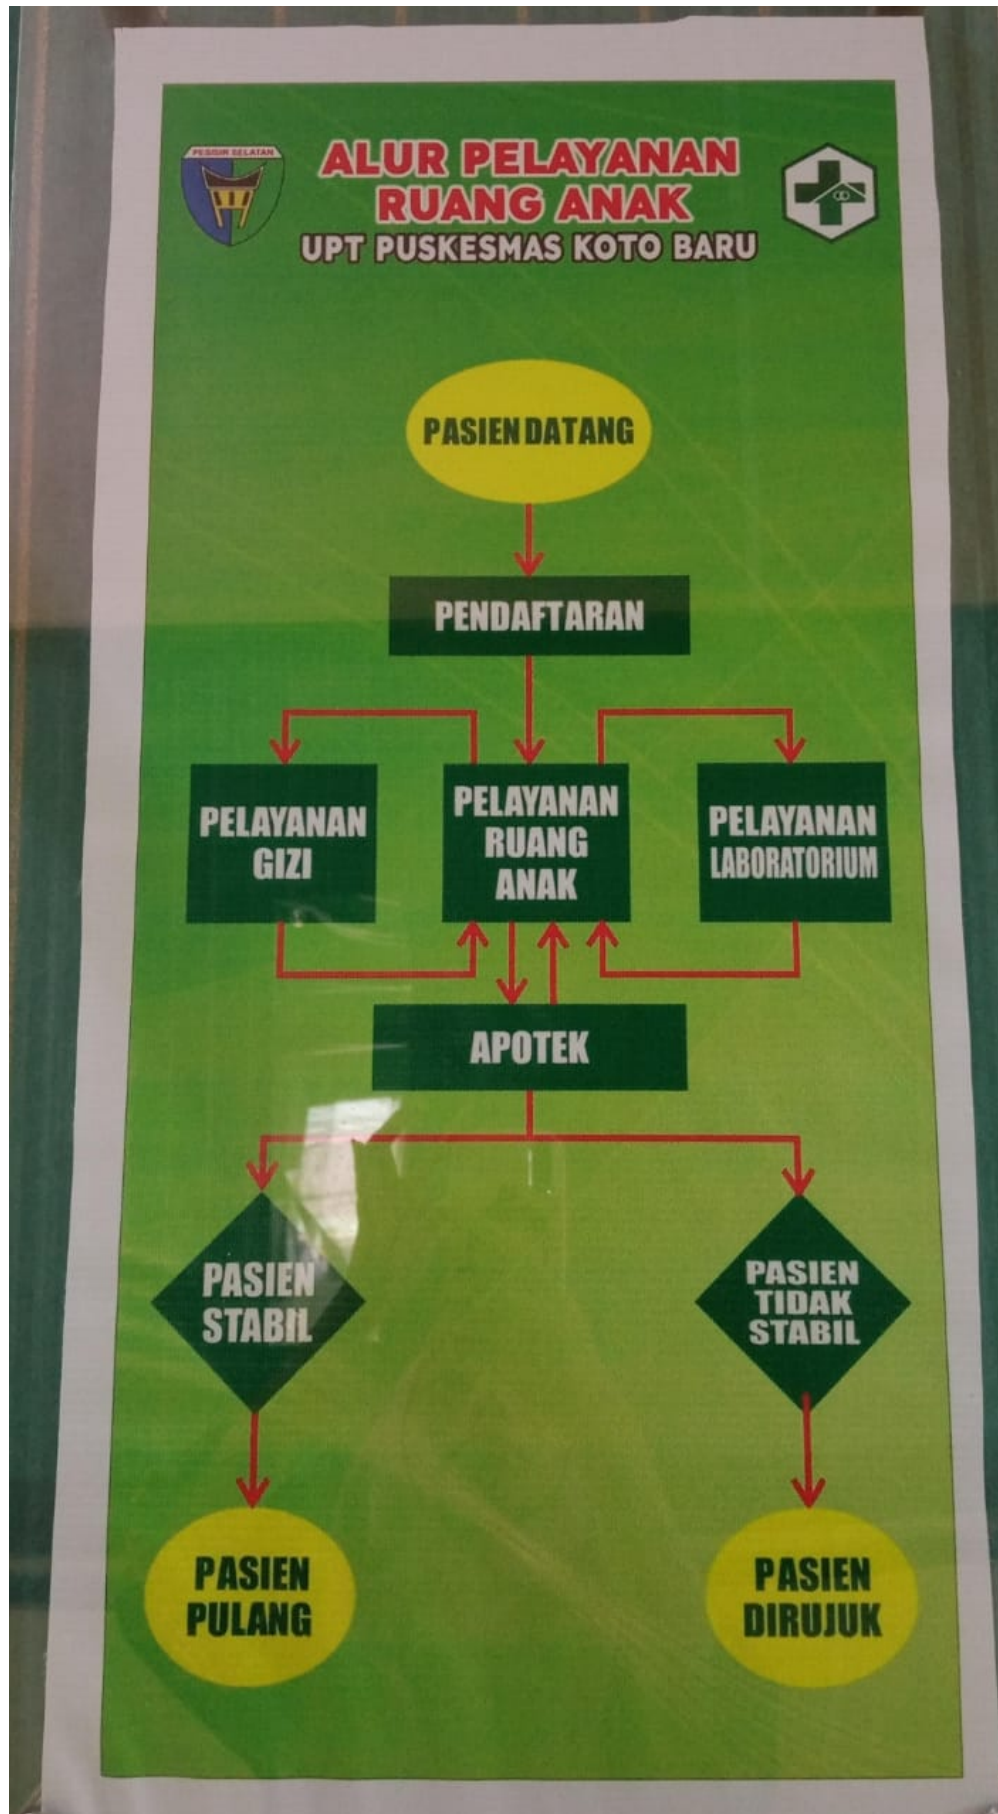 PESISIR SELATAN
ALUR PELAYANAN
RUANG ANAK
UPT PUSKESMAS KOTO BARU
PASIEN DATANG
PENDAFTARAN
PELAYANAN
GIZI
PELAYANAN
RUANG
ANAK
PELAYANAN
LABORATORIUM
APOTEK
PASIEN
STABIL
PASIEN
TIDAK
STABIL
PASIEN
PULANG
PASIEN
DIRUJUK